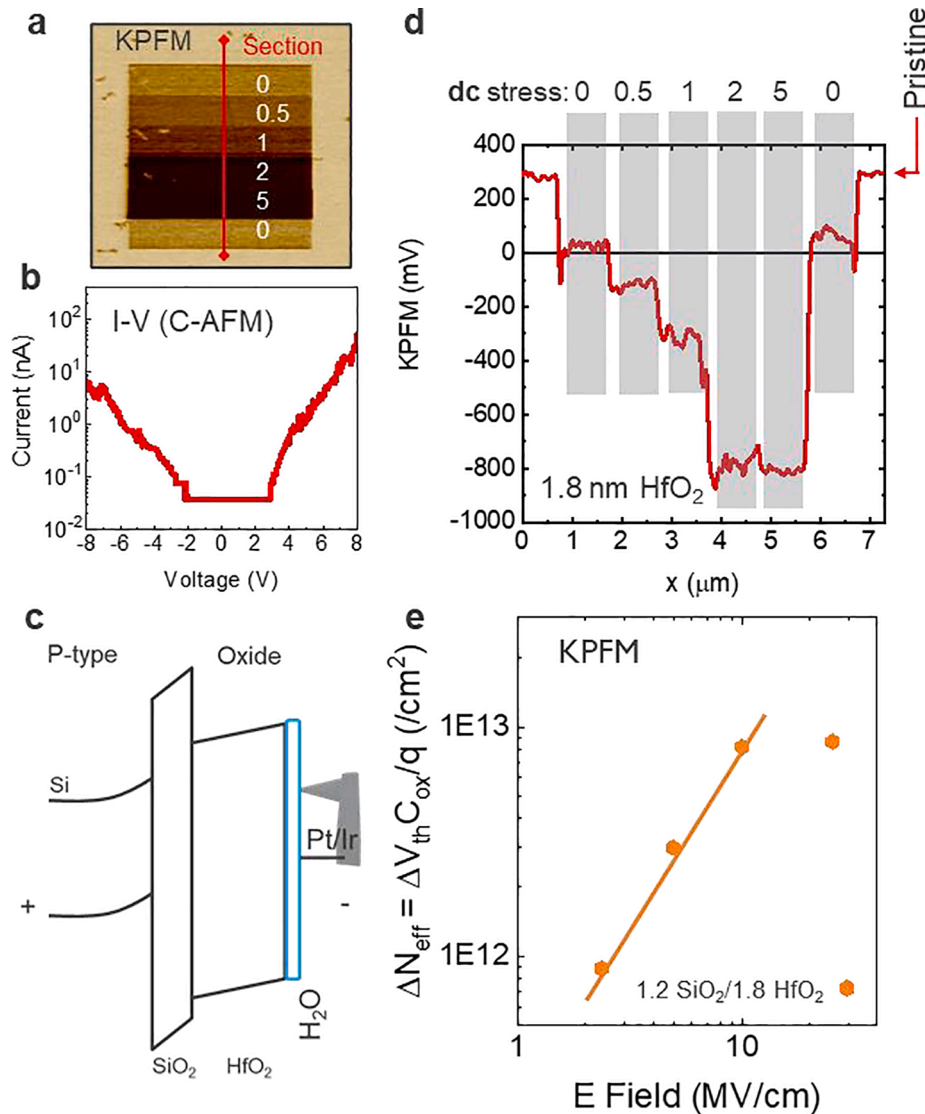 a
KPFM
Section
0
0.5
1
2
5
0
b
I-V (C-AFM)
Current (nA)
10²
10¹
10⁰
10⁻¹
10⁻²
-8 -6 -4 -2 0 2 4 6 8
Voltage (V)
c
P-type
Oxide
Si
Pt/Ir
+
-
H₂O
SiO₂
HfO₂
d
dc stress: 0 0.5 1 2 5 0
Pristine
KPFM (mV)
400
200
0
-200
-400
-600
-800
-1000
1.8 nm HfO₂
0 1 2 3 4 5 6 7
x (μm)
e
KPFM
ΔN_eff = ΔV_th C_ox/q (/cm²)
1E13
1E12
1.2 SiO₂/1.8 HfO₂
1 10
E Field (MV/cm)